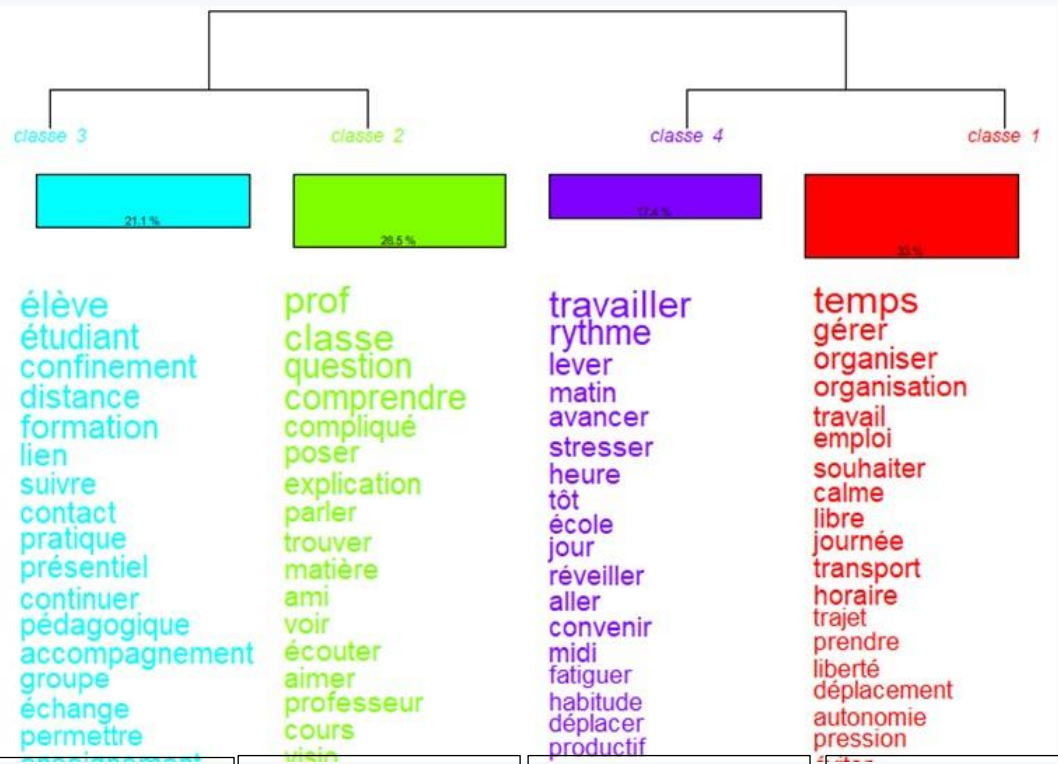 classe 3
classe 2
classe 4
classe 1
21.1 %
26.5 %
17.4 %
33 %
élève
étudiant
confinement
distance
formation
lien
suivre
contact
pratique
présentiel
continuer
pédagogique
accompagnement
groupe
échange
permettre
enseignement
prof
classe
question
comprendre
compliqué
poser
explication
parler
trouver
matière
ami
voir
écouter
aimer
professeur
cours
visio
travailler
rythme
lever
matin
avancer
stresser
heure
tôt
école
jour
réveiller
aller
convenir
midi
fatiguer
habitude
déplacer
productif
temps
gérer
organiser
organisation
travail
emploi
souhaiter
calme
libre
journée
transport
horaire
trajet
prendre
liberté
déplacement
autonomie
pression